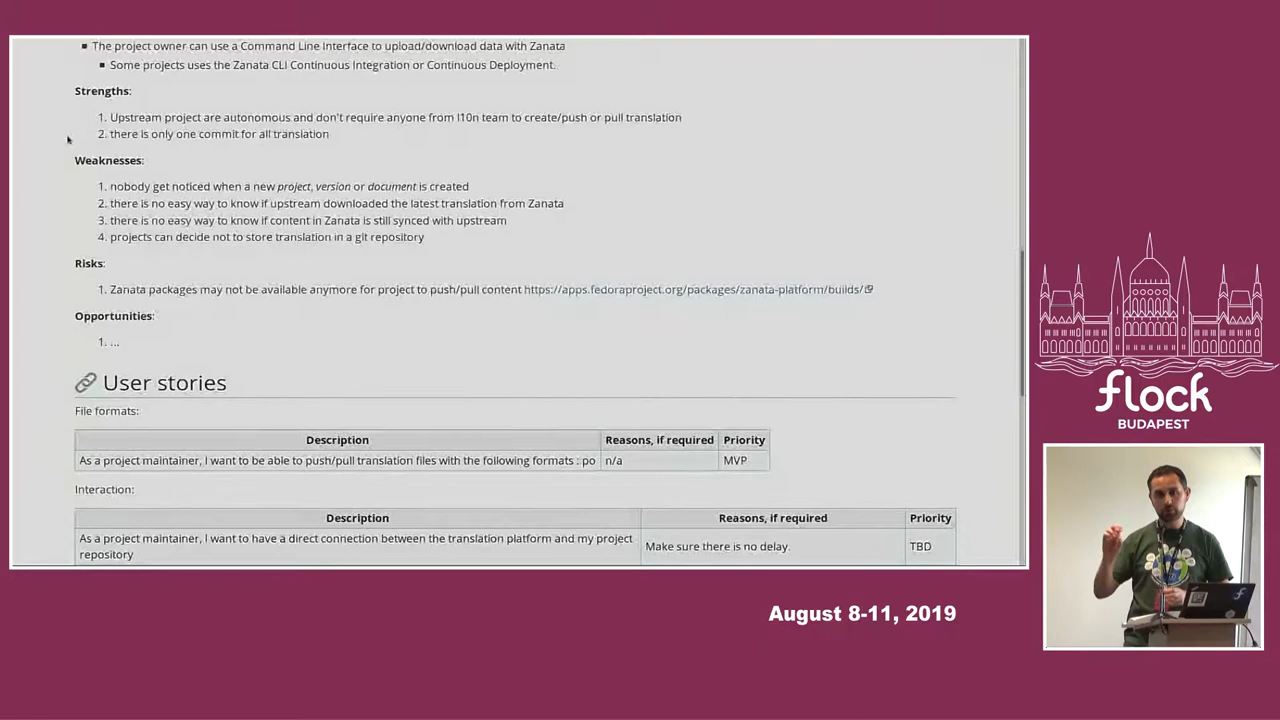 The project owner can use a Command Line Interface to upload/download data with Zanata
Some projects uses the Zanata CLI Continuous Integration or Continuous Deployment.
Strengths:
1. Upstream project are autonomous and don't require anyone from l10n team to create/push or pull translation
2. there is only one commit for all translation
Weaknesses:
1. nobody get noticed when a new project, version or document is created
2. there is no easy way to know if upstream downloaded the latest translation from Zanata
3. there is no easy way to know if content in Zanata is still synced with upstream
4. projects can decide not to store translation in a git repository
Risks:
1. Zanata packages may not be available anymore for project to push/pull content https://apps.fedoraproject.org/packages/zanata-platform/builds/
Opportunities:
1. ...
User stories
File formats:
Description Reasons, if required Priority
As a project maintainer, I want to be able to push/pull translation files with the following formats : po n/a MVP
Interaction:
Description Reasons, if required Priority
As a project maintainer, I want to have a direct connection between the translation platform and my project
repository
Make sure there is no delay. TBD
flock
BUDAPEST
August 8-11, 2019